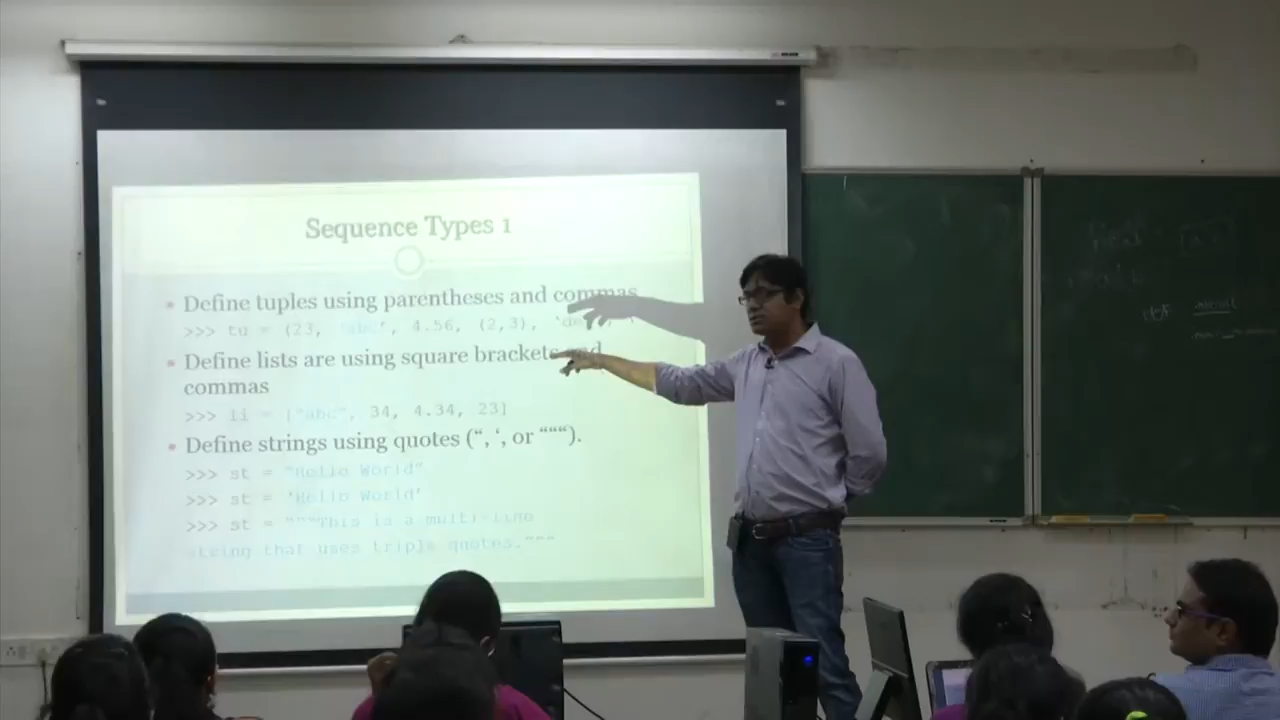 Sequence Types 1
• Define tuples using parentheses and commas
>>> tu = (23, 'abc', 4.56, (2,3),
• Define lists are using square brackets and
commas
>>> li = ["abc", 34, 4.34, 23]
• Define strings using quotes (“, ‘, or “““).
>>> st = "Hello World"
>>> st = 'Hello World'
>>> st = """This is a multi-line
string that uses triple quotes."""
def